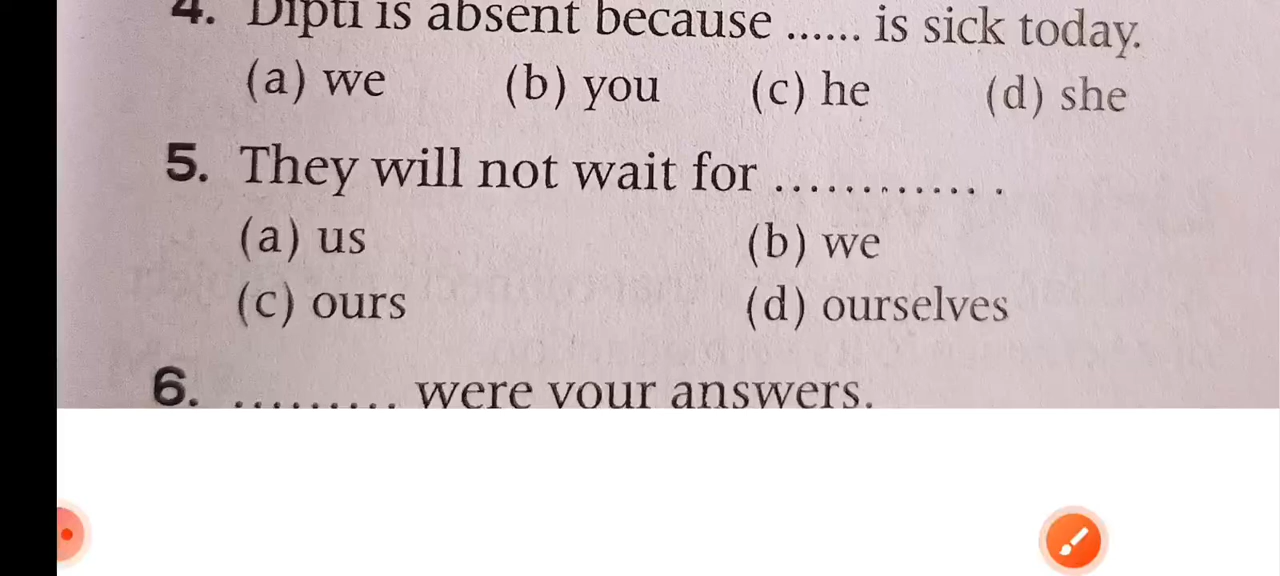 4. Dipti is absent because ...... is sick today.
(a) we (b) you (c) he (d) she
5. They will not wait for ............. .
(a) us (b) we
(c) ours (d) ourselves
6. ......... were your answers.